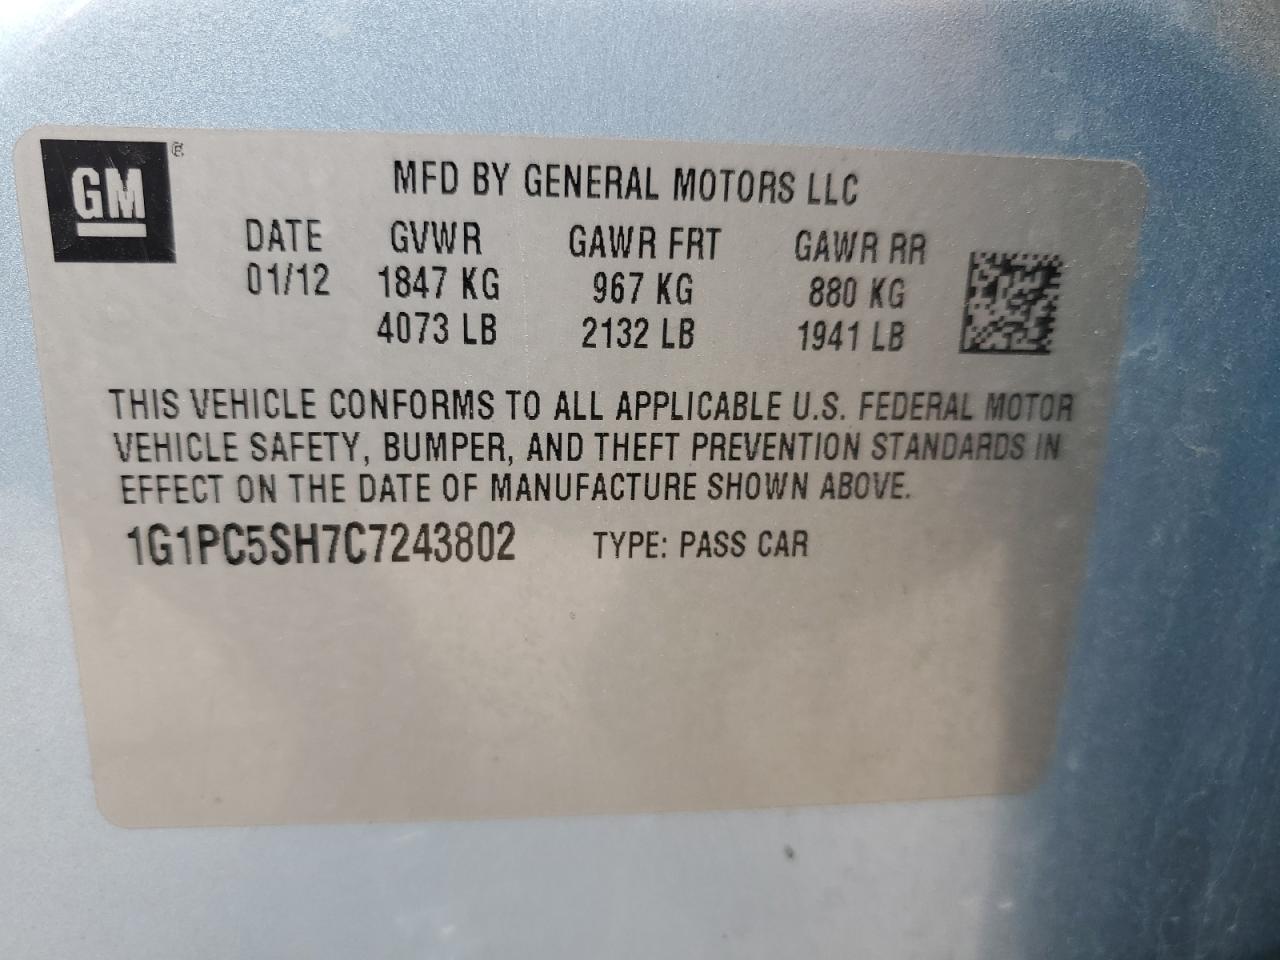 GM ®
MFD BY GENERAL MOTORS LLC
DATE GVWR GAWR FRT GAWR RR
01/12 1847 KG 967 KG 880 KG
4073 LB 2132 LB 1941 LB
THIS VEHICLE CONFORMS TO ALL APPLICABLE U.S. FEDERAL MOTOR
VEHICLE SAFETY, BUMPER, AND THEFT PREVENTION STANDARDS IN
EFFECT ON THE DATE OF MANUFACTURE SHOWN ABOVE.
1G1PC5SH7C7243802 TYPE: PASS CAR